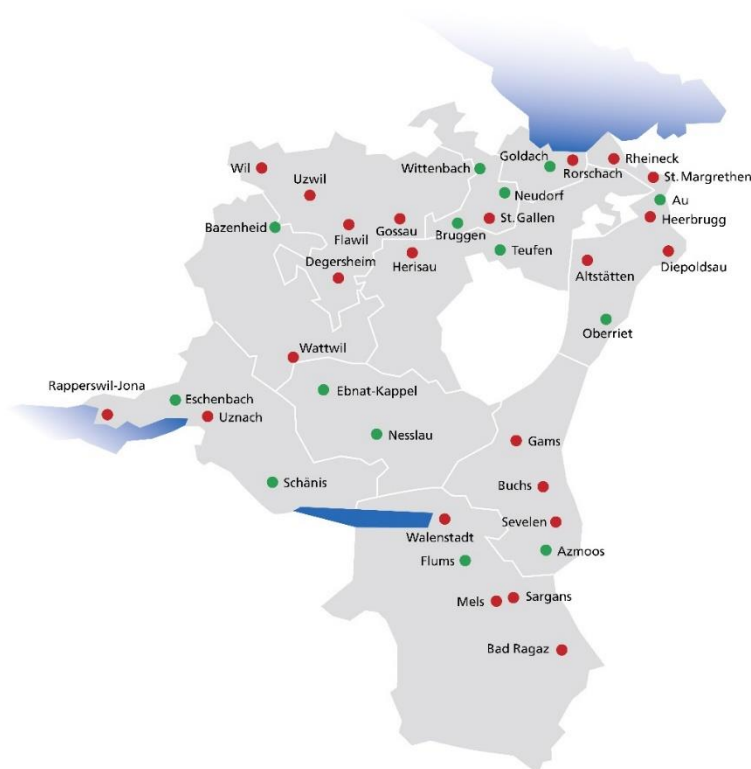 Goldach
Rorschach
Rheineck
Wil
Wittenbach
St.Margrethen
Uzwil
Neudorf
Au
Bazenheid
Flawil
Gossau
Bruggen
St.Gallen
Heerbrugg
Degersheim
Herisau
Teufen
Altstätten
Diepoldsau
Oberriet
Wattwil
Rapperswil-Jona
Eschenbach
Ebnat-Kappel
Uznach
Nesslau
Gams
Schänis
Buchs
Sevelen
Walenstadt
Flums
Azmoos
Mels
Sargans
Bad Ragaz